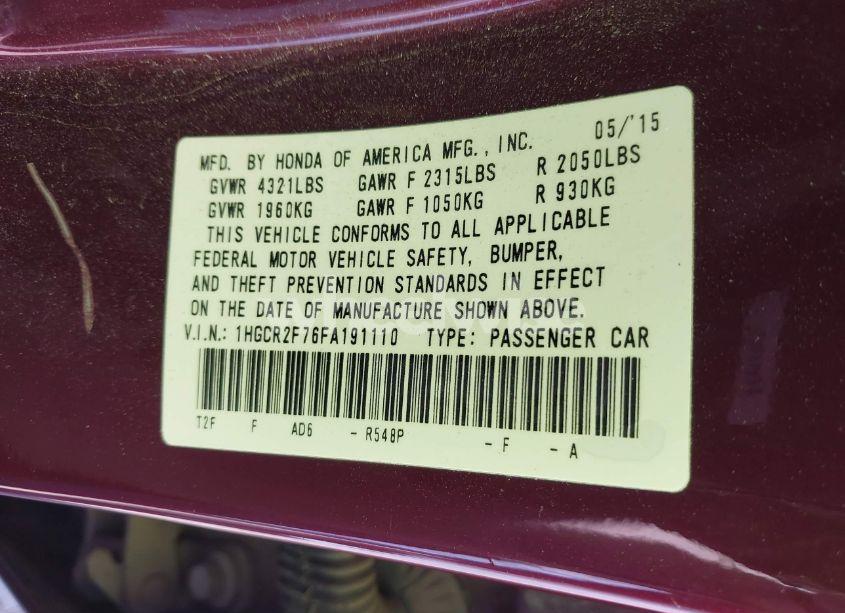 05/'15
MFD. BY HONDA OF AMERICA MFG., INC.
GVWR 4321LBS GAWR F 2315LBS R 2050LBS
GVWR 1960KG GAWR F 1050KG R 930KG
THIS VEHICLE CONFORMS TO ALL APPLICABLE
FEDERAL MOTOR VEHICLE SAFETY, BUMPER,
AND THEFT PREVENTION STANDARDS IN EFFECT
ON THE DATE OF MANUFACTURE SHOWN ABOVE.
V.I.N.: 1HGCR2F76FA191110 TYPE: PASSENGER CAR
T2F F AD6 - R548P - F - A